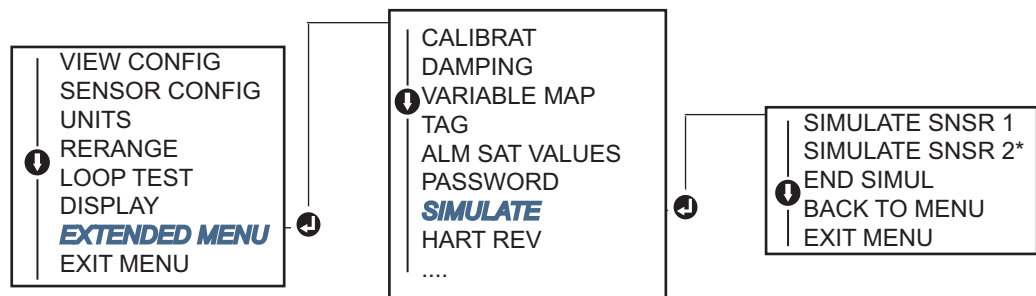 VIEW CONFIG
SENSOR CONFIG
UNITS
RERANGE
LOOP TEST
DISPLAY
EXTENDED MENU
EXIT MENU
CALIBRAT
DAMPING
VARIABLE MAP
TAG
ALM SAT VALUES
PASSWORD
SIMULATE
HART REV
....
SIMULATE SNSR 1
SIMULATE SNSR 2*
END SIMUL
BACK TO MENU
EXIT MENU